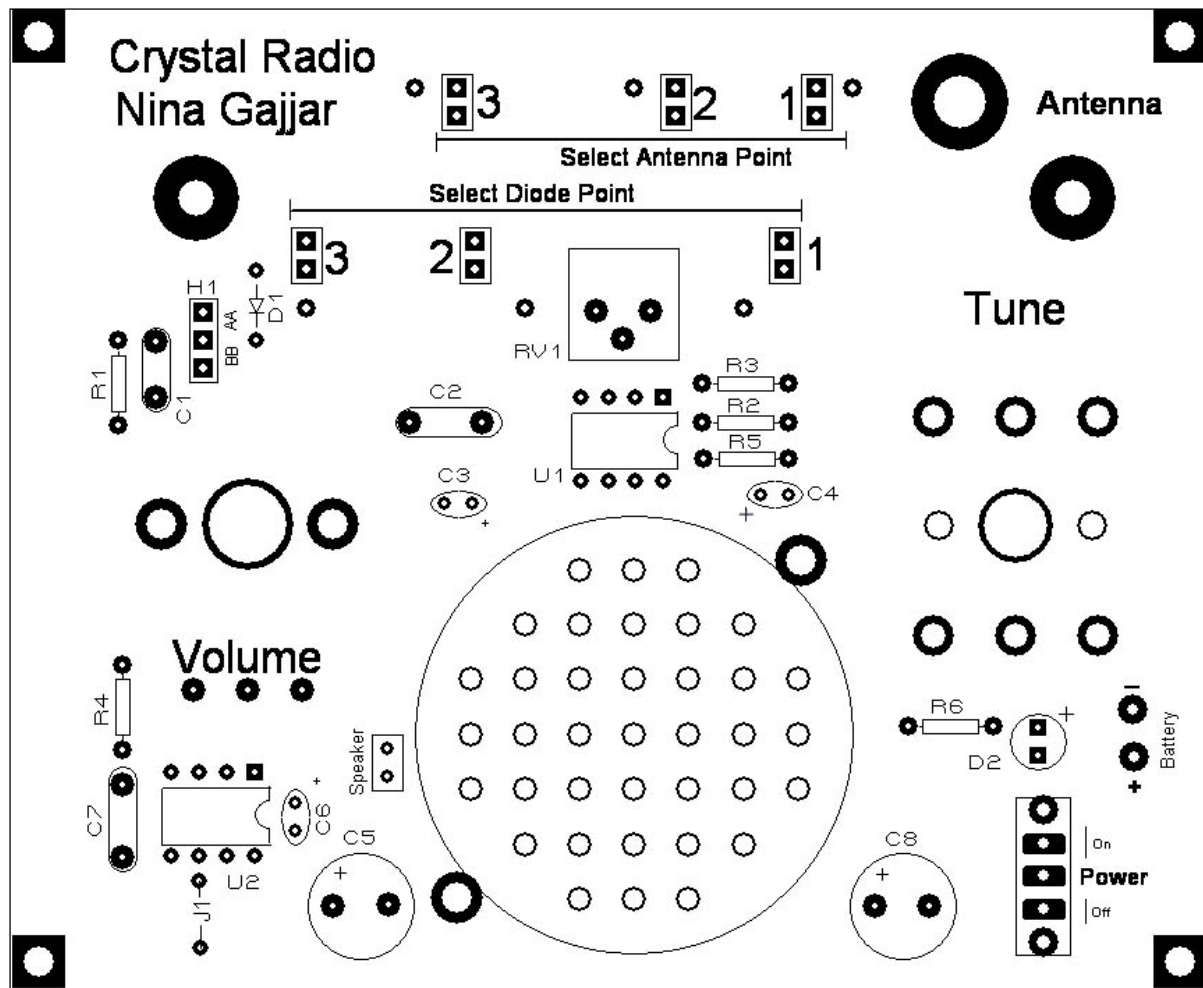 Crystal Radio
Nina Gajjar
3
2
1
Antenna
Select Antenna Point
Select Diode Point
3
2
1
H1
AA
BB
D1
R1
C1
RV1
Tune
C2
R3
R2
R5
U1
C3
+
C4
+
Volume
R4
Speaker
R6
D2
+
−
Battery
+
C7
+
C6
U2
J1
C5
+
C8
+
On
Power
Off